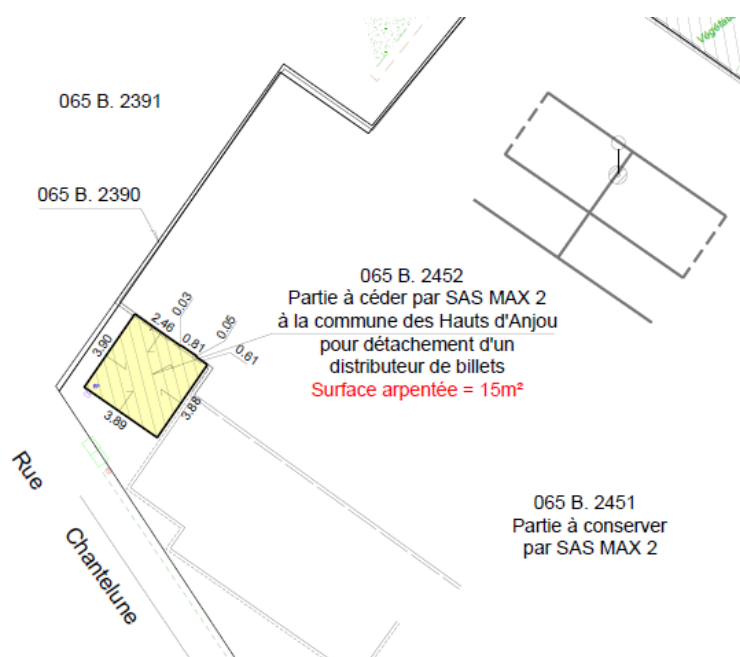 Végétau
065 B. 2391
065 B. 2390
065 B. 2452
Partie à céder par SAS MAX 2
à la commune des Hauts d'Anjou
pour détachement d'un
distributeur de billets
Surface arpentée = 15m²
0.03
2.46
0.05
0.81
0.61
3.90
3.88
3.89
Rue
Chantelune
065 B. 2451
Partie à conserver
par SAS MAX 2